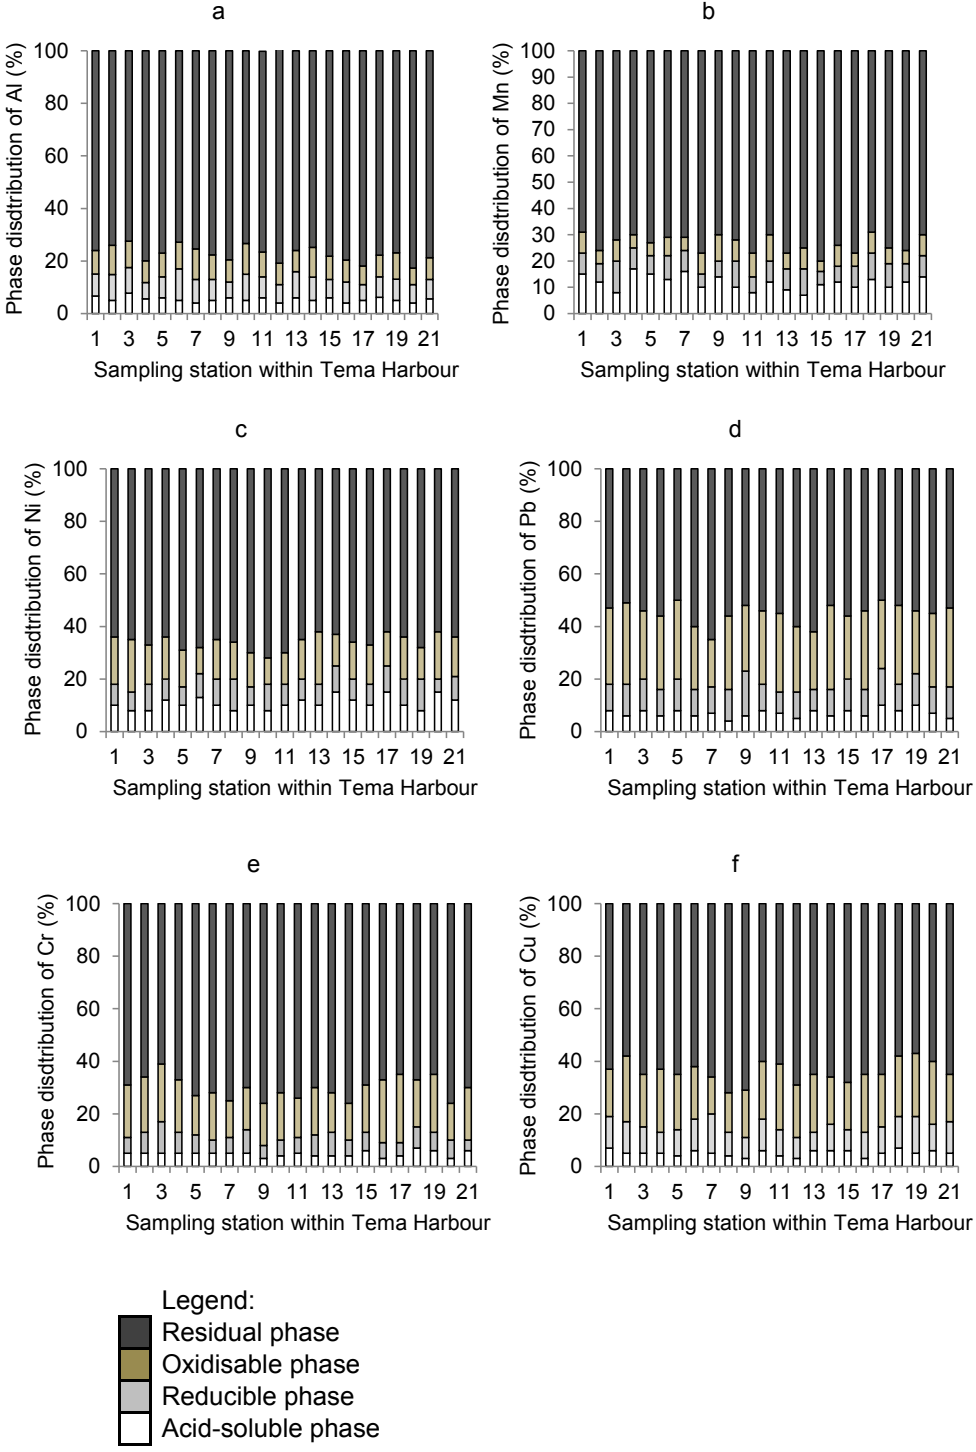 a
Phase disdtribution of Al (%)
100
80
60
40
20
0
1 3 5 7 9 11 13 15 17 19 21
Sampling station within Tema Harbour
b
Phase disdtribution of Mn (%)
100
90
80
70
60
50
40
30
20
10
0
1 3 5 7 9 11 13 15 17 19 21
Sampling station within Tema Harbour
c
Phase disdtribution of Ni (%)
100
80
60
40
20
0
1 3 5 7 9 11 13 15 17 19 21
Sampling station within Tema Harbour
d
Phase disdtribution of Pb (%)
100
80
60
40
20
0
1 3 5 7 9 11 13 15 17 19 21
Sampling station within Tema Harbour
e
Phase disdtribution of Cr (%)
100
80
60
40
20
0
1 3 5 7 9 11 13 15 17 19 21
Sampling station within Tema Harbour
f
Phase disdtribution of Cu (%)
100
80
60
40
20
0
1 3 5 7 9 11 13 15 17 19 21
Sampling station within Tema Harbour
Legend:
Residual phase
Oxidisable phase
Reducible phase
Acid-soluble phase